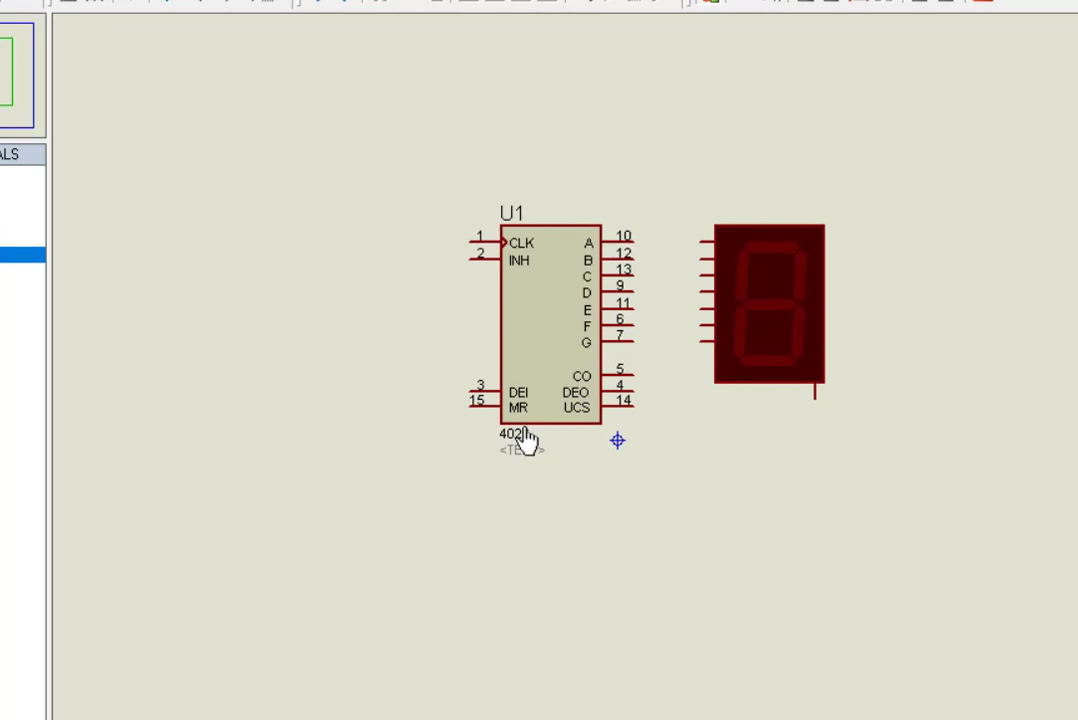 ALS
U1
1 CLK A 10
2 INH B 12
C 13
D 9
E 11
F 6
G 7
CO 5
3 DEI DEO 4
15 MR UCS 14